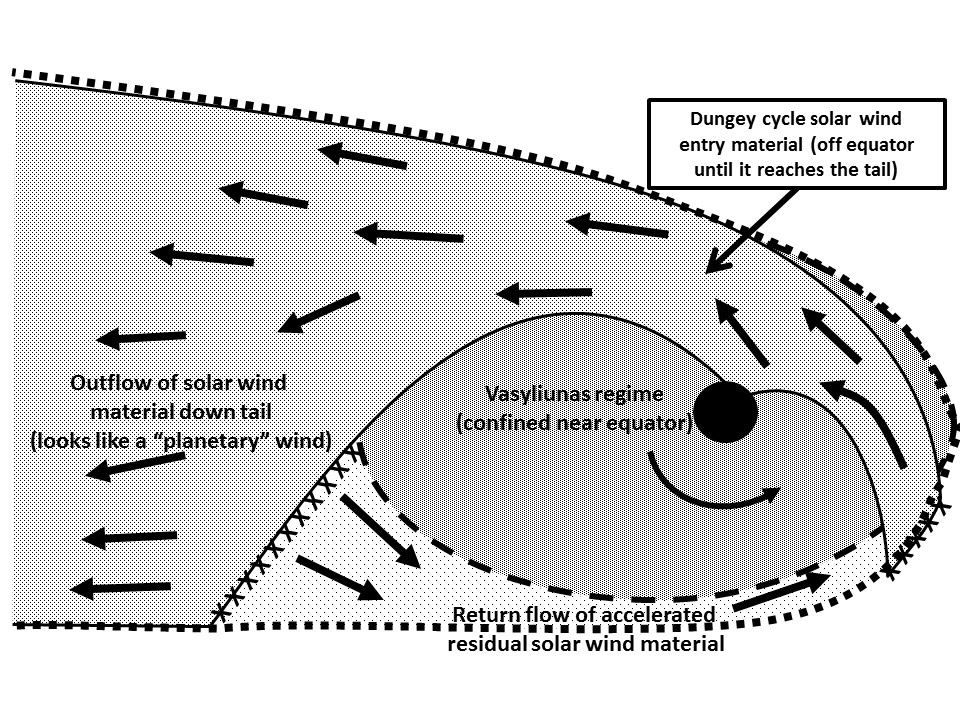 Dungey cycle solar wind
entry material (off equator
until it reaches the tail)
Outflow of solar wind
material down tail
(looks like a “planetary” wind)
Vasyliunas regime
(confined near equator)
Return flow of accelerated
residual solar wind material